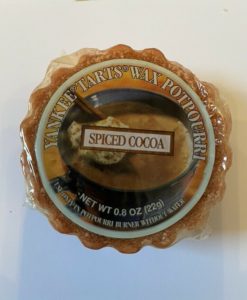 YANKEE® TARTS® WAX POTPOURRI
SPICED COCOA
NET WT 0.8 OZ (22g)
POTPOURRI BURNER WITHOUT WATER